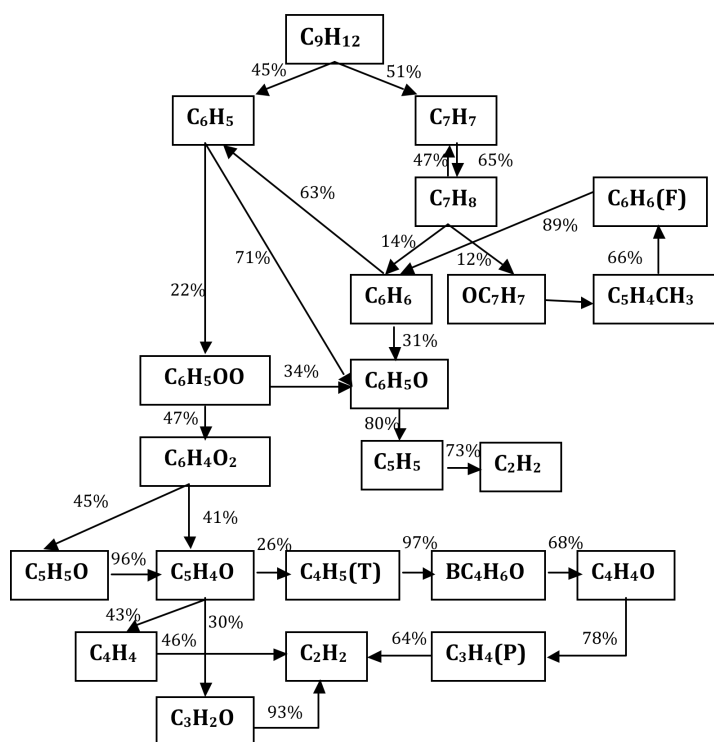 C₉H₁₂
45%
51%
C₆H₅
C₇H₇
47%
65%
C₇H₈
C₆H₆(F)
63%
89%
14%
71%
12%
66%
C₆H₆
OC₇H₇
C₅H₄CH₃
22%
31%
C₆H₅OO
34%
C₆H₅O
47%
80%
C₆H₄O₂
C₅H₅
73%
C₂H₂
45%
41%
C₅H₅O
96%
C₅H₄O
26%
C₄H₅(T)
97%
BC₄H₆O
68%
C₄H₄O
43%
30%
C₄H₄
46%
C₂H₂
64%
C₃H₄(P)
78%
C₃H₂O
93%